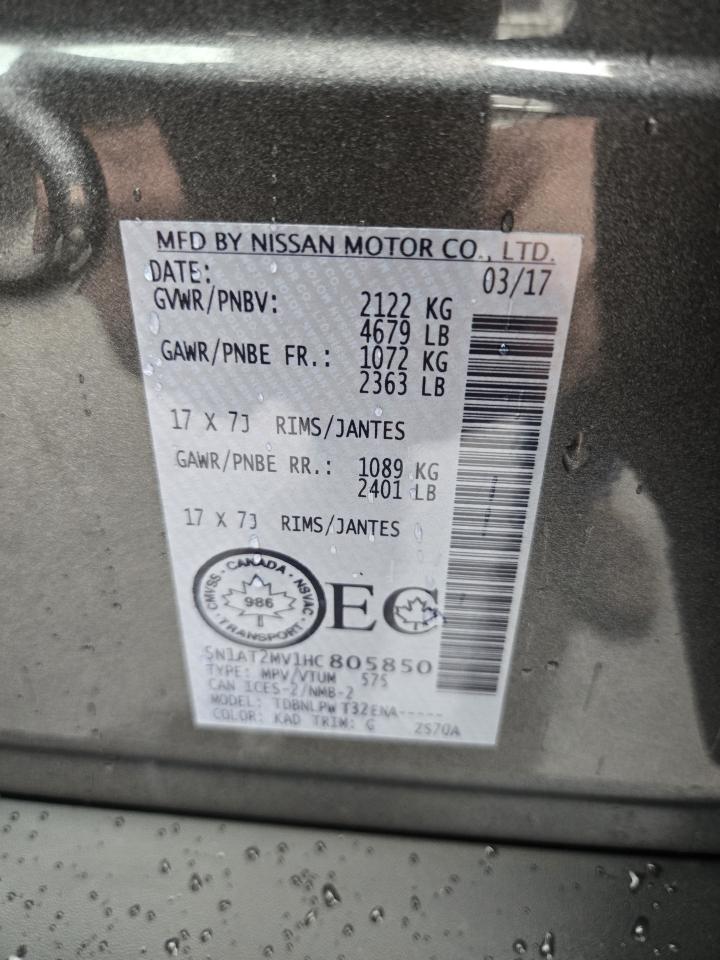 MFD BY NISSAN MOTOR CO., LTD.
DATE: 03/17
GVWR/PNBV: 2122 KG
4679 LB
GAWR/PNBE FR.: 1072 KG
2363 LB
17 X 7J RIMS/JANTES
GAWR/PNBE RR.: 1089 KG
2401 LB
17 X 7J RIMS/JANTES
CMVSS · CANADA · NSVAC
986
· TRANSPORT ·
EC
5N1AT2MV1HC805850
TYPE: MPV/VTUM 575
CAN ICES-2/NMB-2
MODEL: TDBNLPW T32ENA-----
COLOR: KAD TRIM: G 2S70A